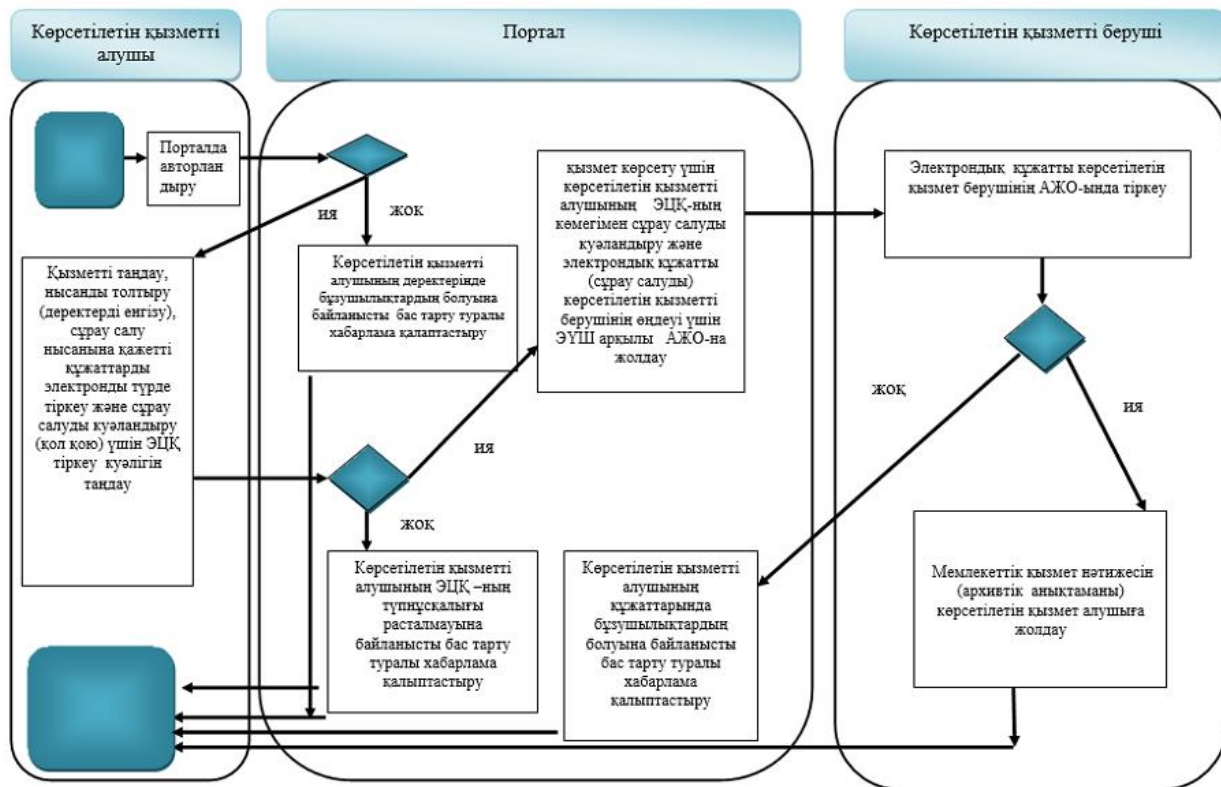 Көрсетілетін қызметті
алушы
Портал
Көрсетілетін қызметті беруші
Порталда
авторлан
дыру
ия
жоқ
Қызметті таңдау,
нысанды толтыру
(деректерді енгізу),
сұрау салу
нысанына қажетті
құжаттарды
электронды түрде
тіркеу және сұрау
салуды куәландыру
(қол қою) үшін ЭЦҚ
тіркеу куәлігін
таңдау
Көрсетілетін қызметті
алушының деректерінде
бұзушылықтардың болуына
байланысты бас тарту туралы
хабарлама қалаптастыру
ия
жоқ
Көрсетілетін қызметті
алушының ЭЦҚ –ның
түпнұсқалығы
расталмауына
байланысты бас тарту
туралы хабарлама
қалыптастыру
қызмет көрсету үшін
көрсетілетін қызметті
алушының ЭЦҚ-ның
көмегімен сұрау салуды
куәландыру және
электрондық құжатты
(сұрау салуды)
көрсетілетін қызметті
берушінің өңдеуі үшін
ЭҮШ арқылы АЖО-на
жолдау
Электрондық құжатты көрсетілетін
қызмет берушінің АЖО-ында тіркеу
жоқ
ия
Көрсетілетін қызметті
алушының
құжаттарында
бұзушылықтардың
болуына байланысты
бас тарту туралы
хабарлама
қалыптастыру
Мемлекеттік қызмет нәтижесін
(архивтік анықтаманы)
көрсетілетін қызмет алушыға
жолдау